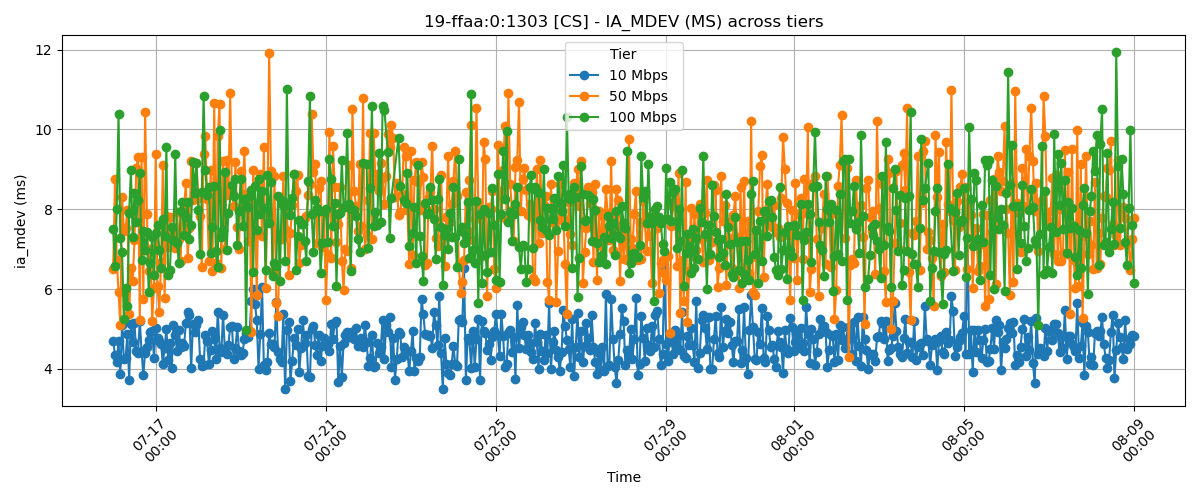 19-ffaa:0:1303 [CS] - IA_MDEV (MS) across tiers
Tier
10 Mbps
50 Mbps
100 Mbps
ia_mdev (ms)
12
10
8
6
4
07-17
00:00
07-21
00:00
07-25
00:00
07-29
00:00
08-01
00:00
08-05
00:00
08-09
00:00
Time